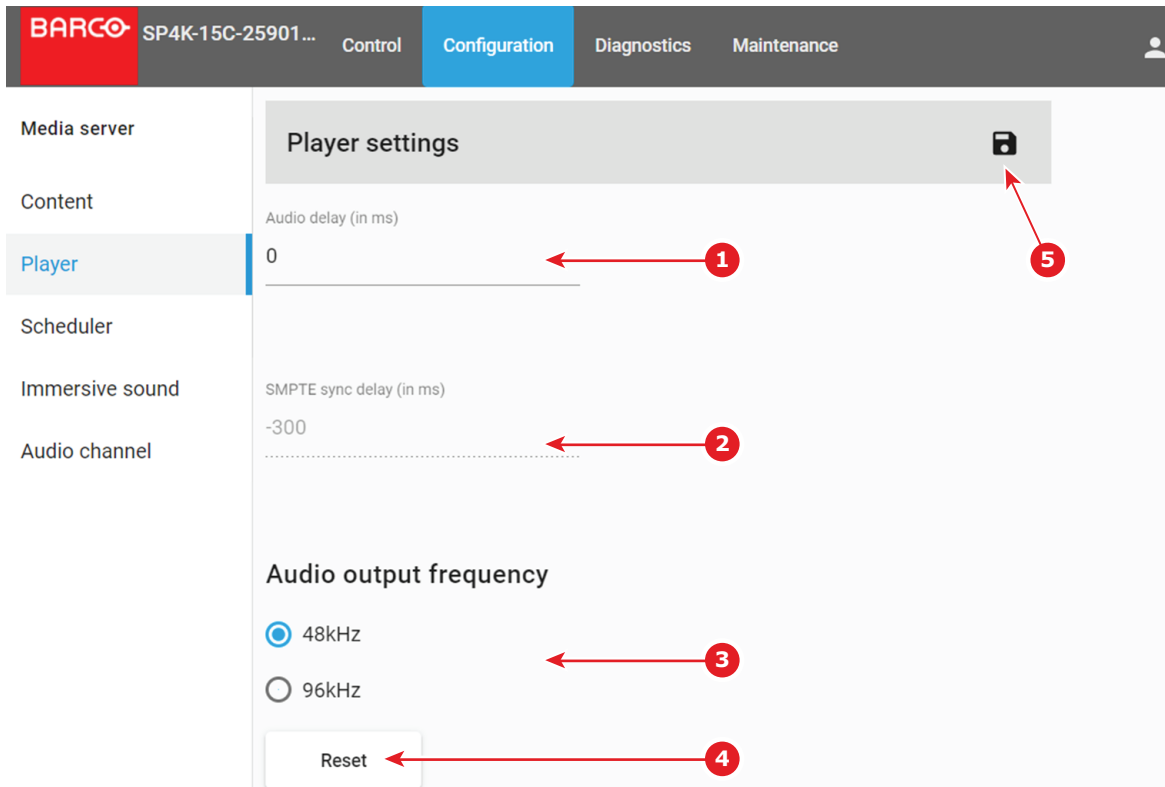 BARCO
SP4K-15C-25901...
Control
Configuration
Diagnostics
Maintenance
Media server
Content
Player
Scheduler
Immersive sound
Audio channel
Player settings
5
Audio delay (in ms)
0
1
SMPTE sync delay (in ms)
-300
2
Audio output frequency
48kHz
3
96kHz
Reset
4